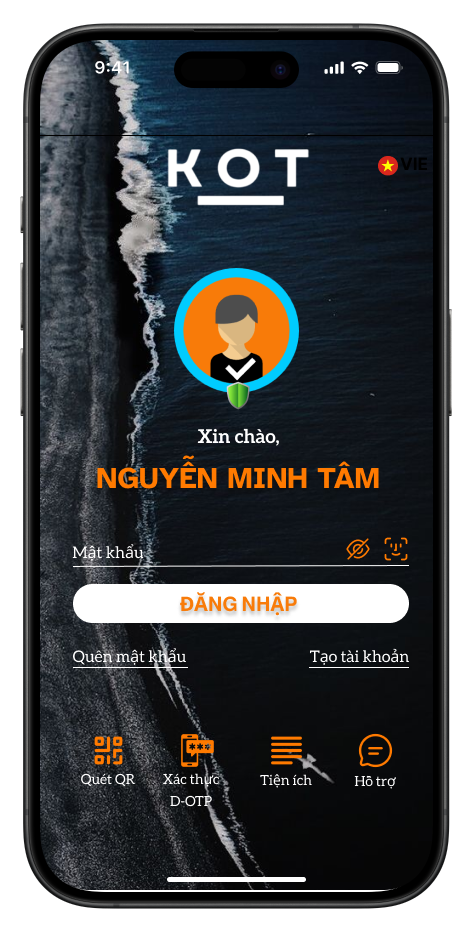 9:41
KOT
VIE
Xin chào,
NGUYỄN MINH TÂM
Mật khẩu
ĐĂNG NHẬP
Quên mật khẩu
Tạo tài khoản
Quét QR
Xác thực
D-OTP
Tiện ích
Hỗ trợ